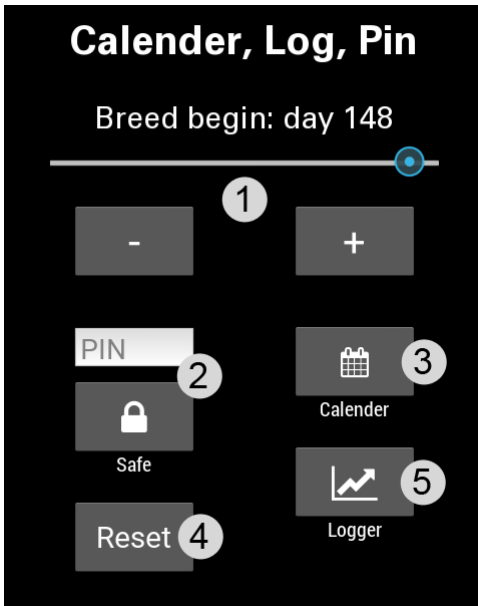 Calender, Log, Pin
Breed begin: day 148
1
- +
PIN
2
3
Calender
Safe
5
Reset 4
Logger